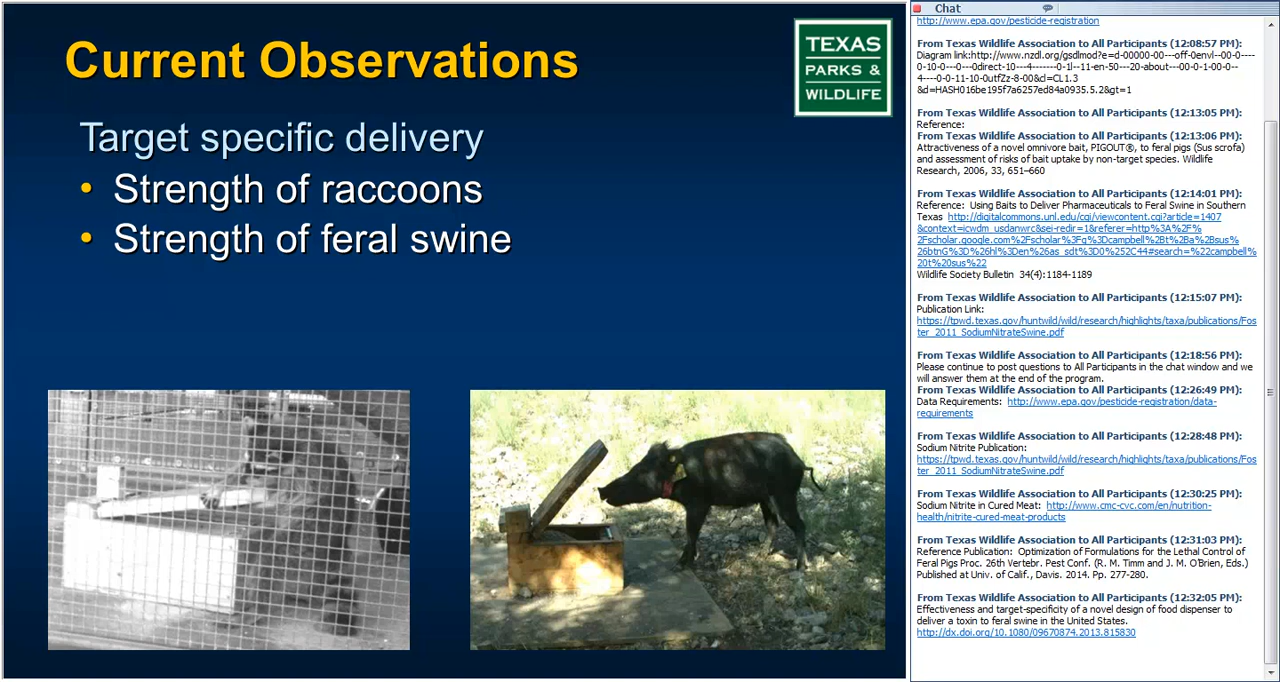 Current Observations
TEXAS
PARKS &
WILDLIFE
Target specific delivery
• Strength of raccoons
• Strength of feral swine
Chat
http://www.epa.gov/pesticide-registration
From Texas Wildlife Association to All Participants (12:08:57 PM):
Diagram link:http://www.nzdl.org/gsdlmod?e=d-00000-00---off-0envl--00-0----
0-10-0---0---0direct-10---4-------0-1l--11-en-50---20-about---00-0-1-00-0--
4----0-0-11-10-0utfZz-8-00&cl=CL1.3
&d=HASH016be195f7a6257ed84a0935.5.2&gt=1
From Texas Wildlife Association to All Participants (12:13:05 PM):
Reference:
From Texas Wildlife Association to All Participants (12:13:06 PM):
Attractiveness of a novel omnivore bait, PIGOUT®, to feral pigs (Sus scrofa)
and assessment of risks of bait uptake by non-target species. Wildlife
Research, 2006, 33, 651–660
From Texas Wildlife Association to All Participants (12:14:01 PM):
Reference: Using Baits to Deliver Pharmaceuticals to Feral Swine in Southern
Texas http://digitalcommons.unl.edu/cgi/viewcontent.cgi?article=1407
&context=icwdm_usdanwrc&sei-redir=1&referer=http%3A%2F%
2Fscholar.google.com%2Fscholar%3Fq%3Dcampbell%2Bt%2Ba%2Bsus%
26btnG%3D%26hl%3Den%26as_sdt%3D0%252C44#search=%22campbell%
20t%20sus%22
Wildlife Society Bulletin 34(4):1184-1189
From Texas Wildlife Association to All Participants (12:15:07 PM):
Publication Link:
https://tpwd.texas.gov/huntwild/wild/research/highlights/taxa/publications/Fos
ter_2011_SodiumNitrateSwine.pdf
From Texas Wildlife Association to All Participants (12:18:56 PM):
Please continue to post questions to All Participants in the chat window and we
will answer them at the end of the program.
From Texas Wildlife Association to All Participants (12:26:49 PM):
Data Requirements: http://www.epa.gov/pesticide-registration/data-
requirements
From Texas Wildlife Association to All Participants (12:28:48 PM):
Sodium Nitrite Publication:
https://tpwd.texas.gov/huntwild/wild/research/highlights/taxa/publications/Fos
ter_2011_SodiumNitrateSwine.pdf
From Texas Wildlife Association to All Participants (12:30:25 PM):
Sodium Nitrite in Cured Meat: http://www.cmc-cvc.com/en/nutrition-
health/nitrite-cured-meat-products
From Texas Wildlife Association to All Participants (12:31:03 PM):
Reference Publication: Optimization of Formulations for the Lethal Control of
Feral Pigs Proc. 26th Vertebr. Pest Conf. (R. M. Timm and J. M. O'Brien, Eds.)
Published at Univ. of Calif., Davis. 2014. Pp. 277-280.
From Texas Wildlife Association to All Participants (12:32:05 PM):
Effectiveness and target-specificity of a novel design of food dispenser to
deliver a toxin to feral swine in the United States.
http://dx.doi.org/10.1080/09670874.2013.815830